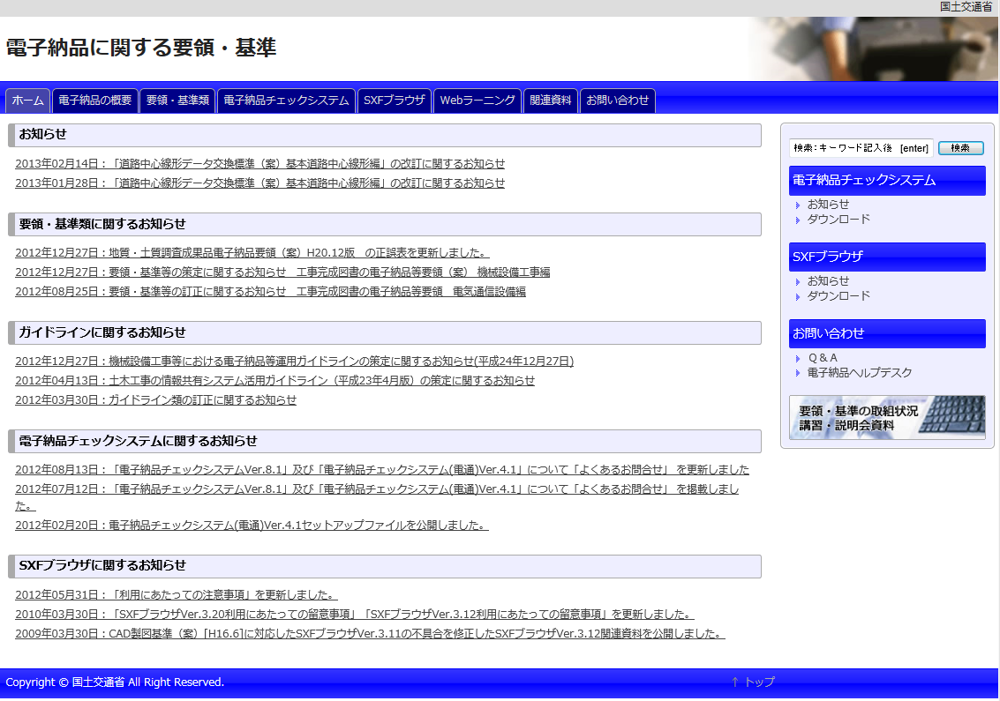 国土交通省
電子納品に関する要領・基準
ホーム 電子納品の概要 要領・基準類 電子納品チェックシステム SXFブラウザ Webラーニング 関連資料 お問い合わせ
お知らせ
2013年02月14日：「道路中心線形データ交換標準（案）基本道路中心線形編」の改訂に関するお知らせ
2013年01月28日：「道路中心線形データ交換標準（案）基本道路中心線形編」の改訂に関するお知らせ
要領・基準類に関するお知らせ
2012年12月27日：地質・土質調査成果品電子納品要領（案）H20.12版　の正誤表を更新しました。
2012年12月27日：要領・基準等の策定に関するお知らせ　工事完成図書の電子納品等要領（案） 機械設備工事編
2012年08月25日：要領・基準等の訂正に関するお知らせ　工事完成図書の電子納品等要領　電気通信設備編
ガイドラインに関するお知らせ
2012年12月27日：機械設備工事等における電子納品等運用ガイドラインの策定に関するお知らせ(平成24年12月27日)
2012年04月13日：土木工事の情報共有システム活用ガイドライン（平成23年4月版）の策定に関するお知らせ
2012年03月30日：ガイドライン類の訂正に関するお知らせ
電子納品チェックシステムに関するお知らせ
2012年08月13日：「電子納品チェックシステムVer.8.1」及び「電子納品チェックシステム(電通)Ver.4.1」について「よくあるお問合せ」 を更新しました
2012年07月12日：「電子納品チェックシステムVer.8.1」及び「電子納品チェックシステム(電通)Ver.4.1」について「よくあるお問合せ」 を掲載しまし
た。
2012年02月20日：電子納品チェックシステム(電通)Ver.4.1セットアップファイルを公開しました。
SXFブラウザに関するお知らせ
2012年05月31日：「利用にあたっての注意事項」を更新しました。
2010年03月30日：「SXFブラウザVer.3.20利用にあたっての留意事項」「SXFブラウザVer.3.12利用にあたっての留意事項」を更新しました。
2009年03月30日：CAD製図基準（案）[H16.6]に対応したSXFブラウザVer.3.11の不具合を修正したSXFブラウザVer.3.12関連資料を公開しました。
検索：キーワード記入後 [enter] 検索
電子納品チェックシステム
お知らせ
ダウンロード
SXFブラウザ
お知らせ
ダウンロード
お問い合わせ
Ｑ＆Ａ
電子納品ヘルプデスク
要領・基準の取組状況
講習・説明会資料
Copyright © 国土交通省 All Right Reserved.
↑ トップ